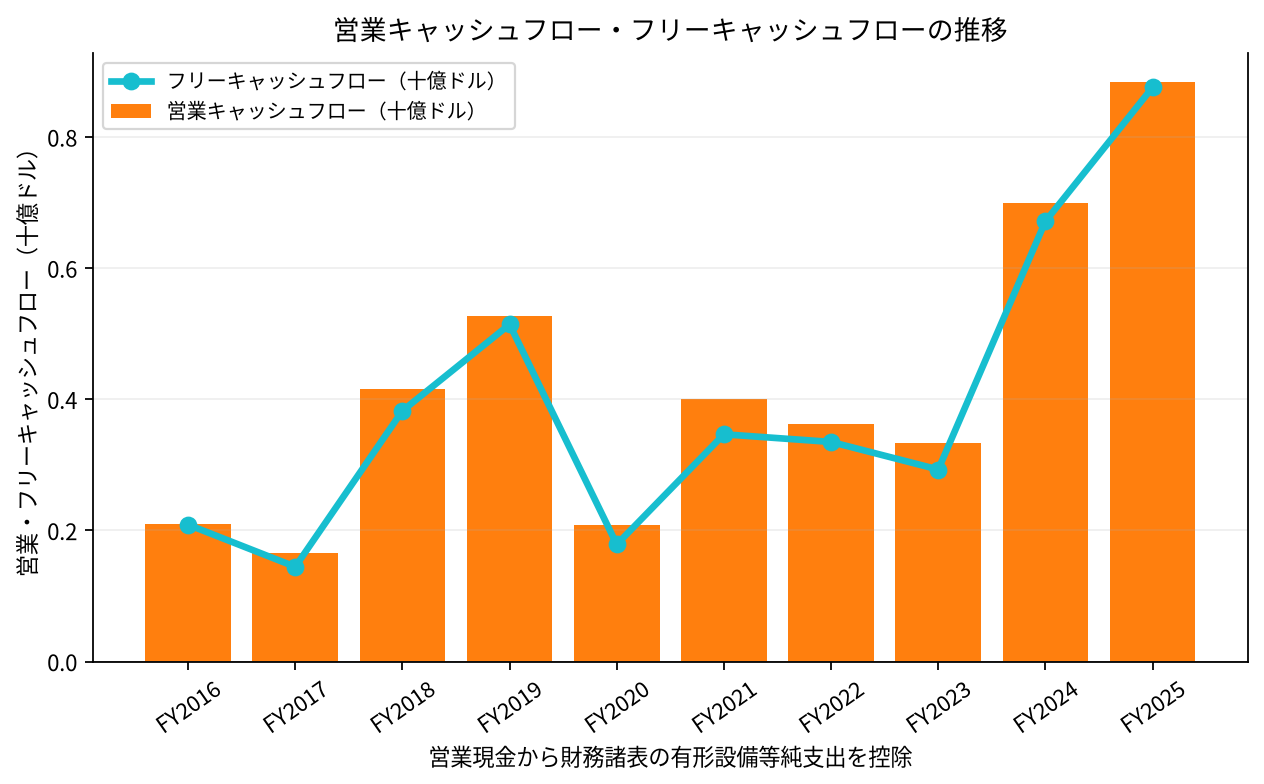 営業キャッシュフロー・フリーキャッシュフローの推移
フリーキャッシュフロー（十億ドル）
営業キャッシュフロー（十億ドル）
営業・フリーキャッシュフロー（十億ドル）
0.8
0.6
0.4
0.2
0.0
FY2016
FY2017
FY2018
FY2019
FY2020
FY2021
FY2022
FY2023
FY2024
FY2025
営業現金から財務諸表の有形設備等純支出を控除